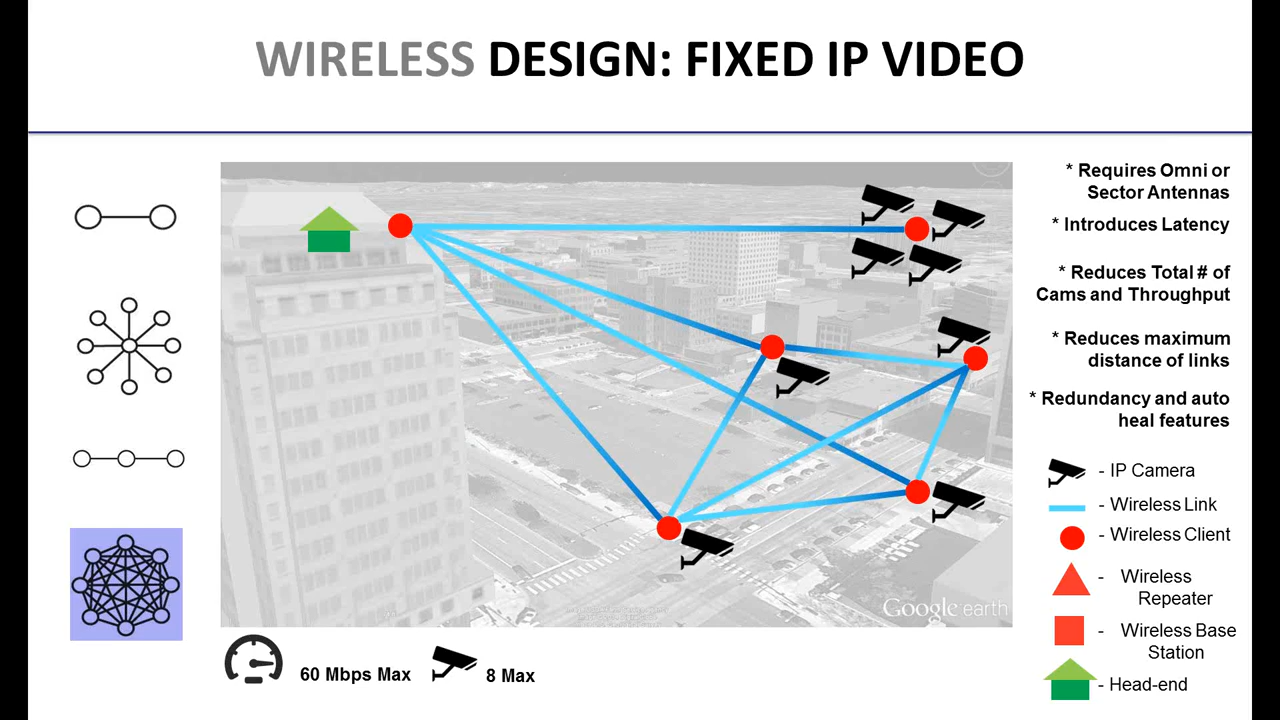 WIRELESS DESIGN: FIXED IP VIDEO
* Requires Omni or
Sector Antennas
* Introduces Latency
* Reduces Total # of
Cams and Throughput
* Reduces maximum
distance of links
* Redundancy and auto
heal features
- IP Camera
- Wireless Link
- Wireless Client
- Wireless
Repeater
- Wireless Base
Station
- Head-end
Google earth
60 Mbps Max
8 Max